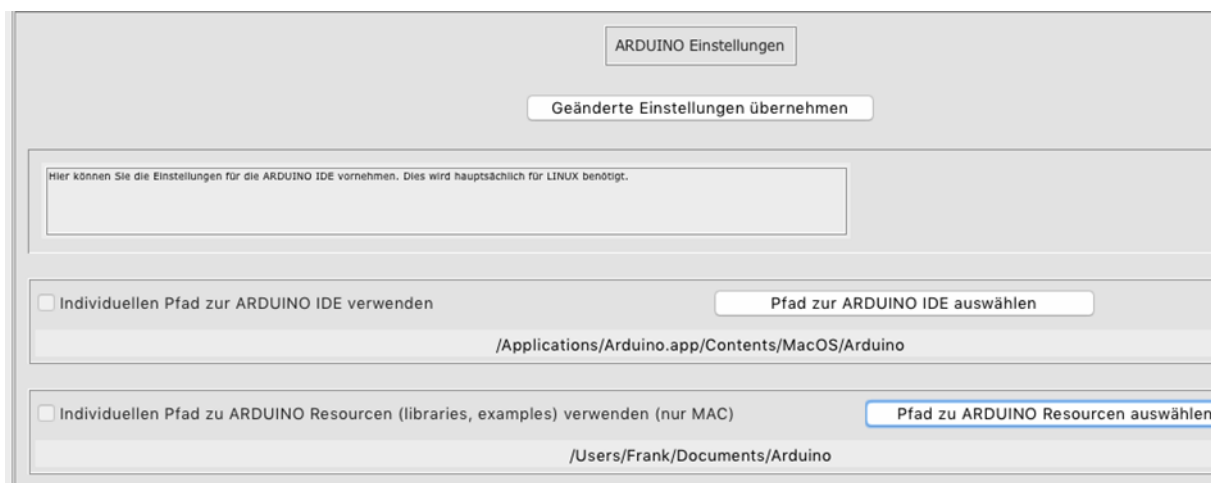 ARDUINO Einstellungen
Geänderte Einstellungen übernehmen
Hier können Sie die Einstellungen für die ARDUINO IDE vornehmen. Dies wird hauptsächlich für LINUX benötigt.
Individuellen Pfad zur ARDUINO IDE verwenden Pfad zur ARDUINO IDE auswählen
/Applications/Arduino.app/Contents/MacOS/Arduino
Individuellen Pfad zu ARDUINO Resourcen (libraries, examples) verwenden (nur MAC) Pfad zu ARDUINO Resourcen auswählen
/Users/Frank/Documents/Arduino